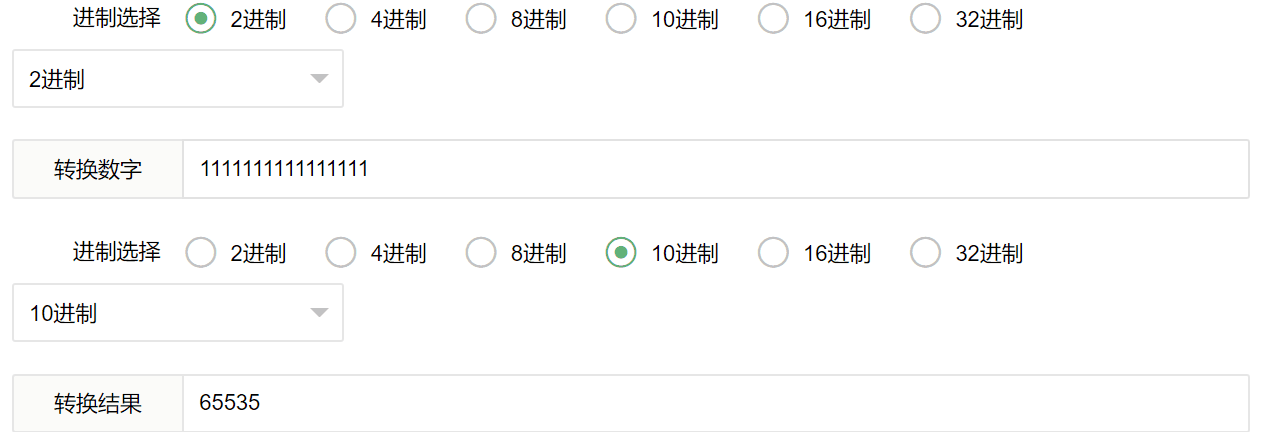 进制选择 2进制 4进制 8进制 10进制 16进制 32进制
2进制
转换数字 1111111111111111
进制选择 2进制 4进制 8进制 10进制 16进制 32进制
10进制
转换结果 65535